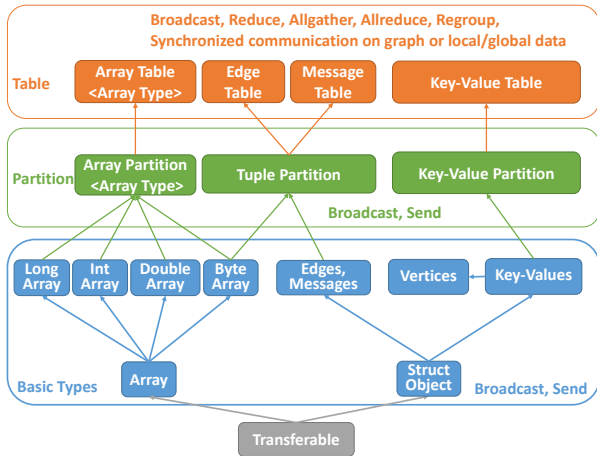 Broadcast, Reduce, Allgather, Allreduce, Regroup,
Synchronized communication on graph or local/global data
Table
Array Table
<Array Type>
Edge
Table
Message
Table
Key-Value Table
Partition
Array Partition
<Array Type>
Tuple Partition
Key-Value Partition
Broadcast, Send
Long
Array
Int
Array
Double
Array
Byte
Array
Edges,
Messages
Vertices
Key-Values
Basic Types
Array
Struct
Object
Broadcast, Send
Transferable